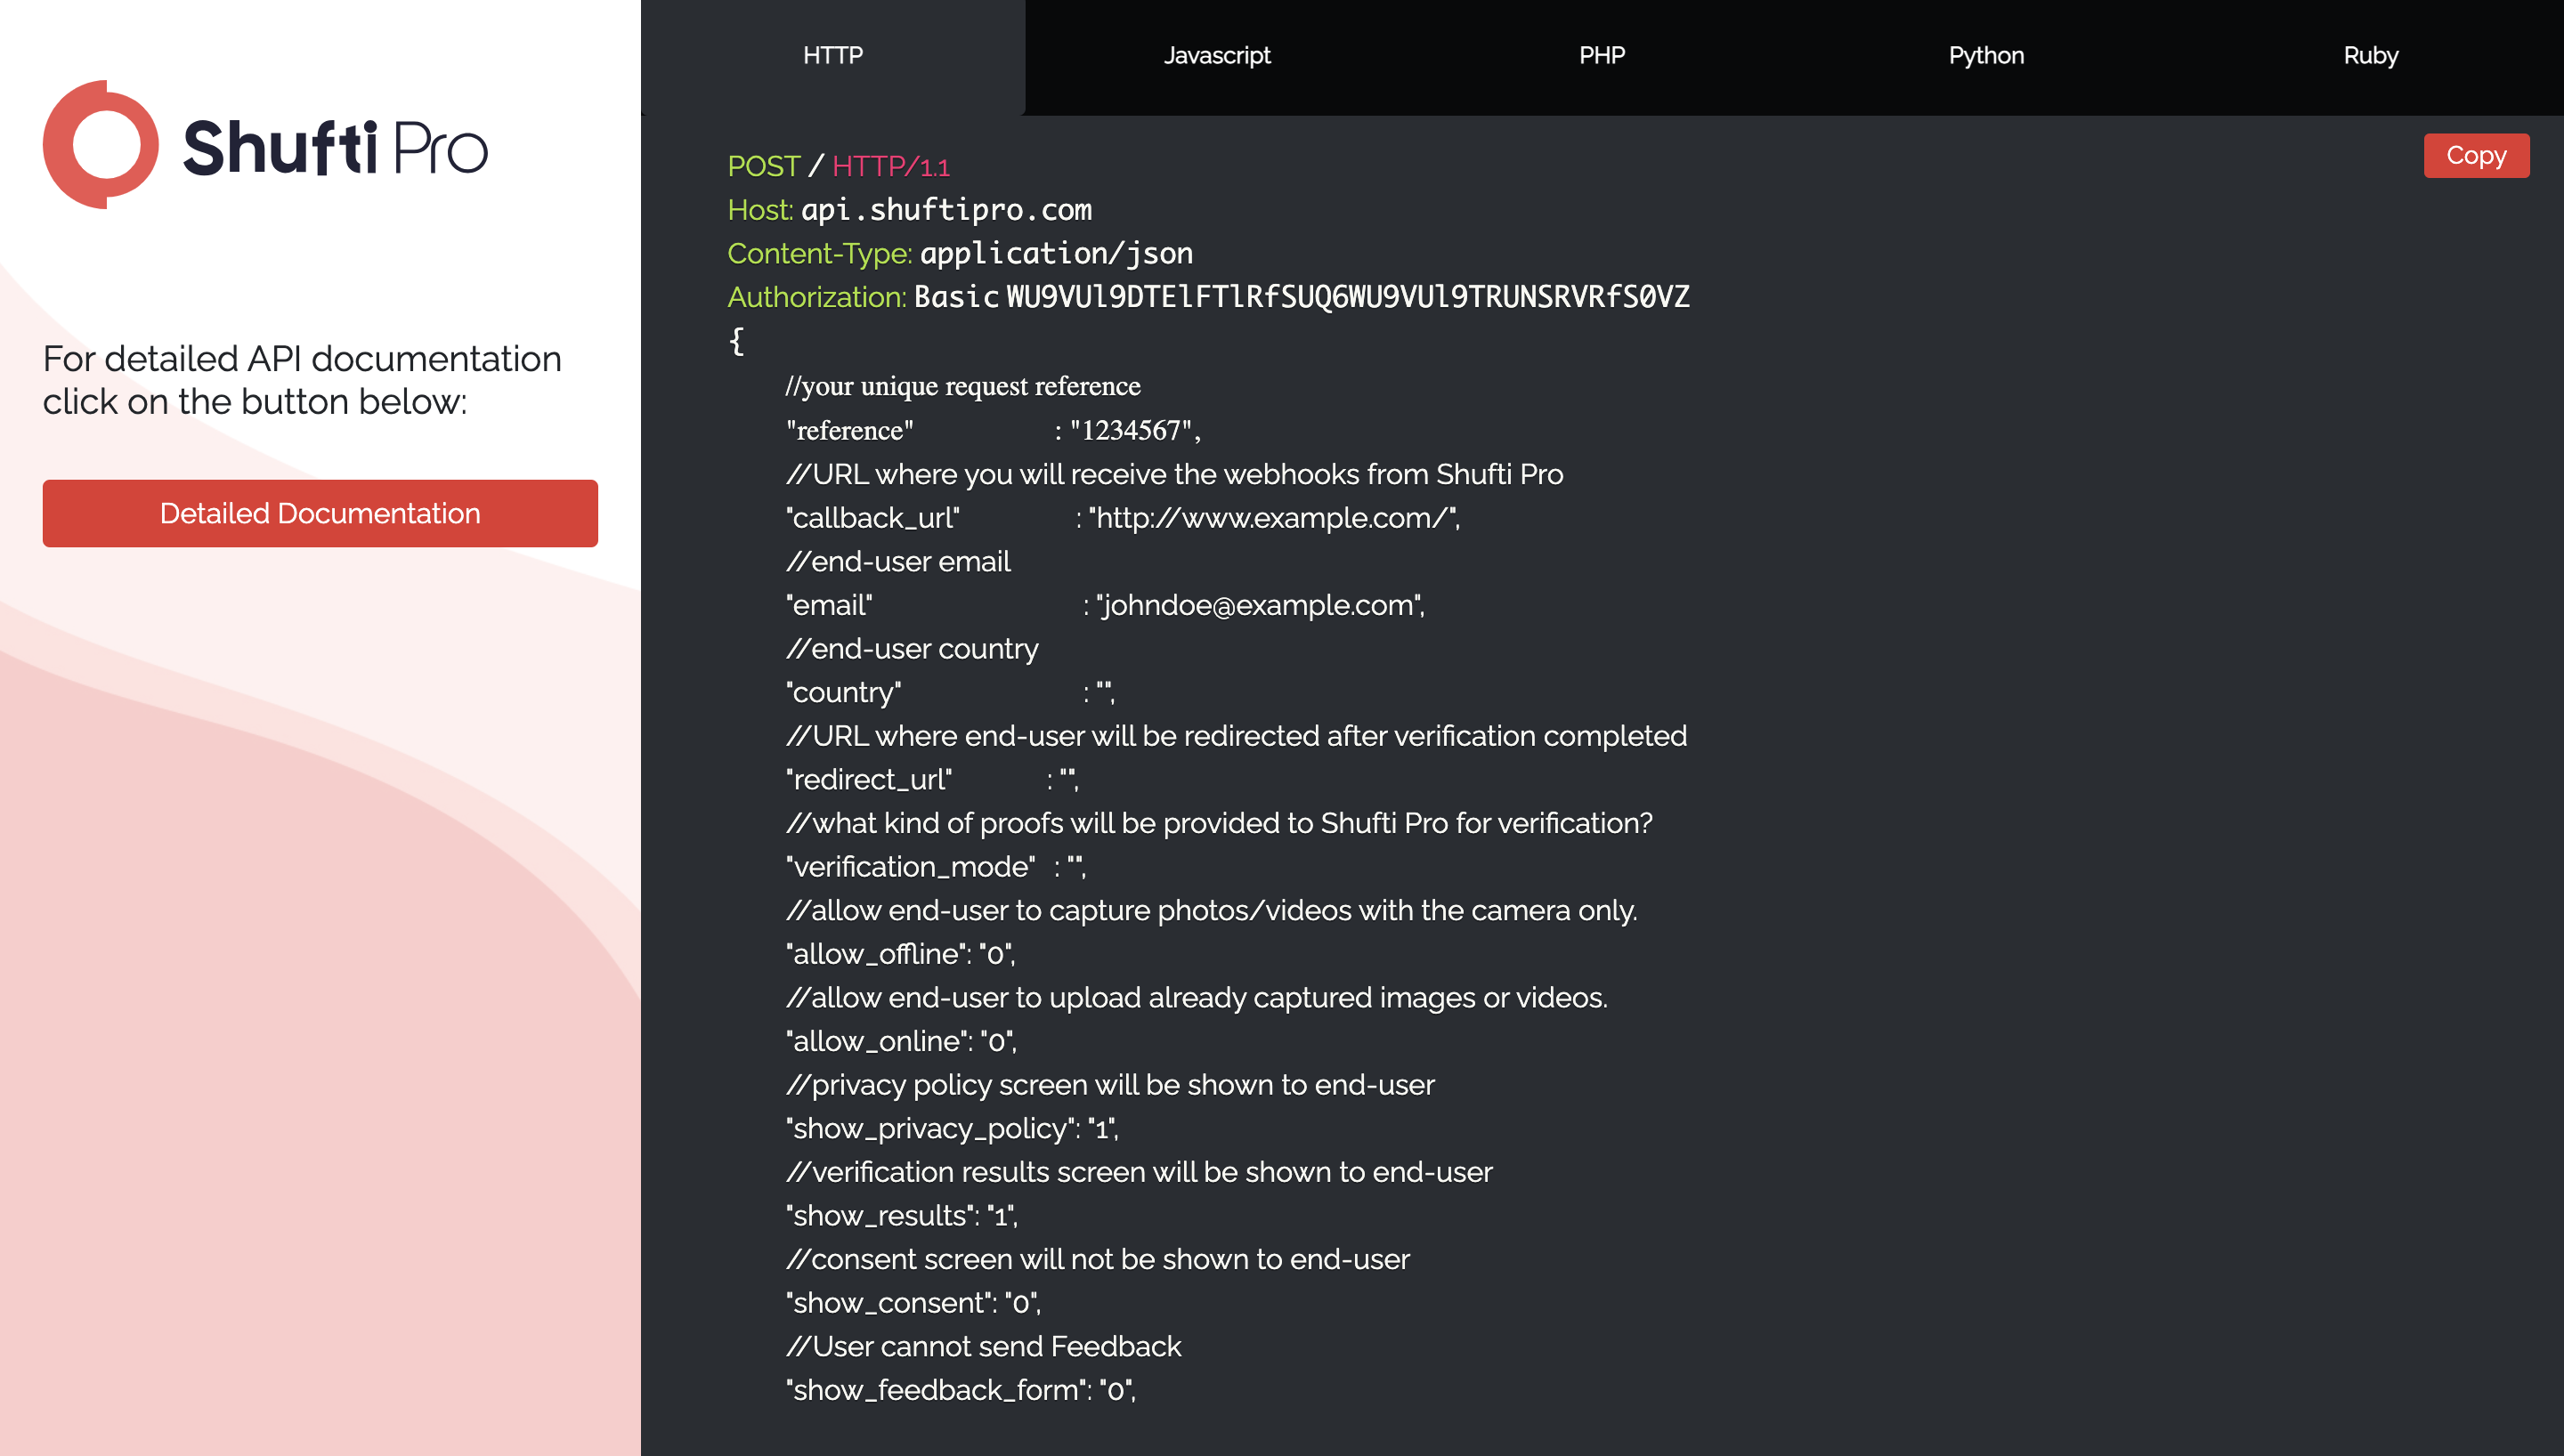 Shufti Pro
For detailed API documentation
click on the button below:
Detailed Documentation
HTTP
Javascript
PHP
Python
Ruby
Copy
POST / HTTP/1.1
Host: api.shuftipro.com
Content-Type: application/json
Authorization: Basic WU9VUl9DTElFTlRfSUQ6WU9VUl9TRUNSRVRfS0VZ
{
//your unique request reference
"reference" : "1234567",
//URL where you will receive the webhooks from Shufti Pro
"callback_url" : "http://www.example.com/",
//end-user email
"email" : "johndoe@example.com",
//end-user country
"country" : "",
//URL where end-user will be redirected after verification completed
"redirect_url" : "",
//what kind of proofs will be provided to Shufti Pro for verification?
"verification_mode" : "",
//allow end-user to capture photos/videos with the camera only.
"allow_offline": "0",
//allow end-user to upload already captured images or videos.
"allow_online": "0",
//privacy policy screen will be shown to end-user
"show_privacy_policy": "1",
//verification results screen will be shown to end-user
"show_results": "1",
//consent screen will not be shown to end-user
"show_consent": "0",
//User cannot send Feedback
"show_feedback_form": "0",